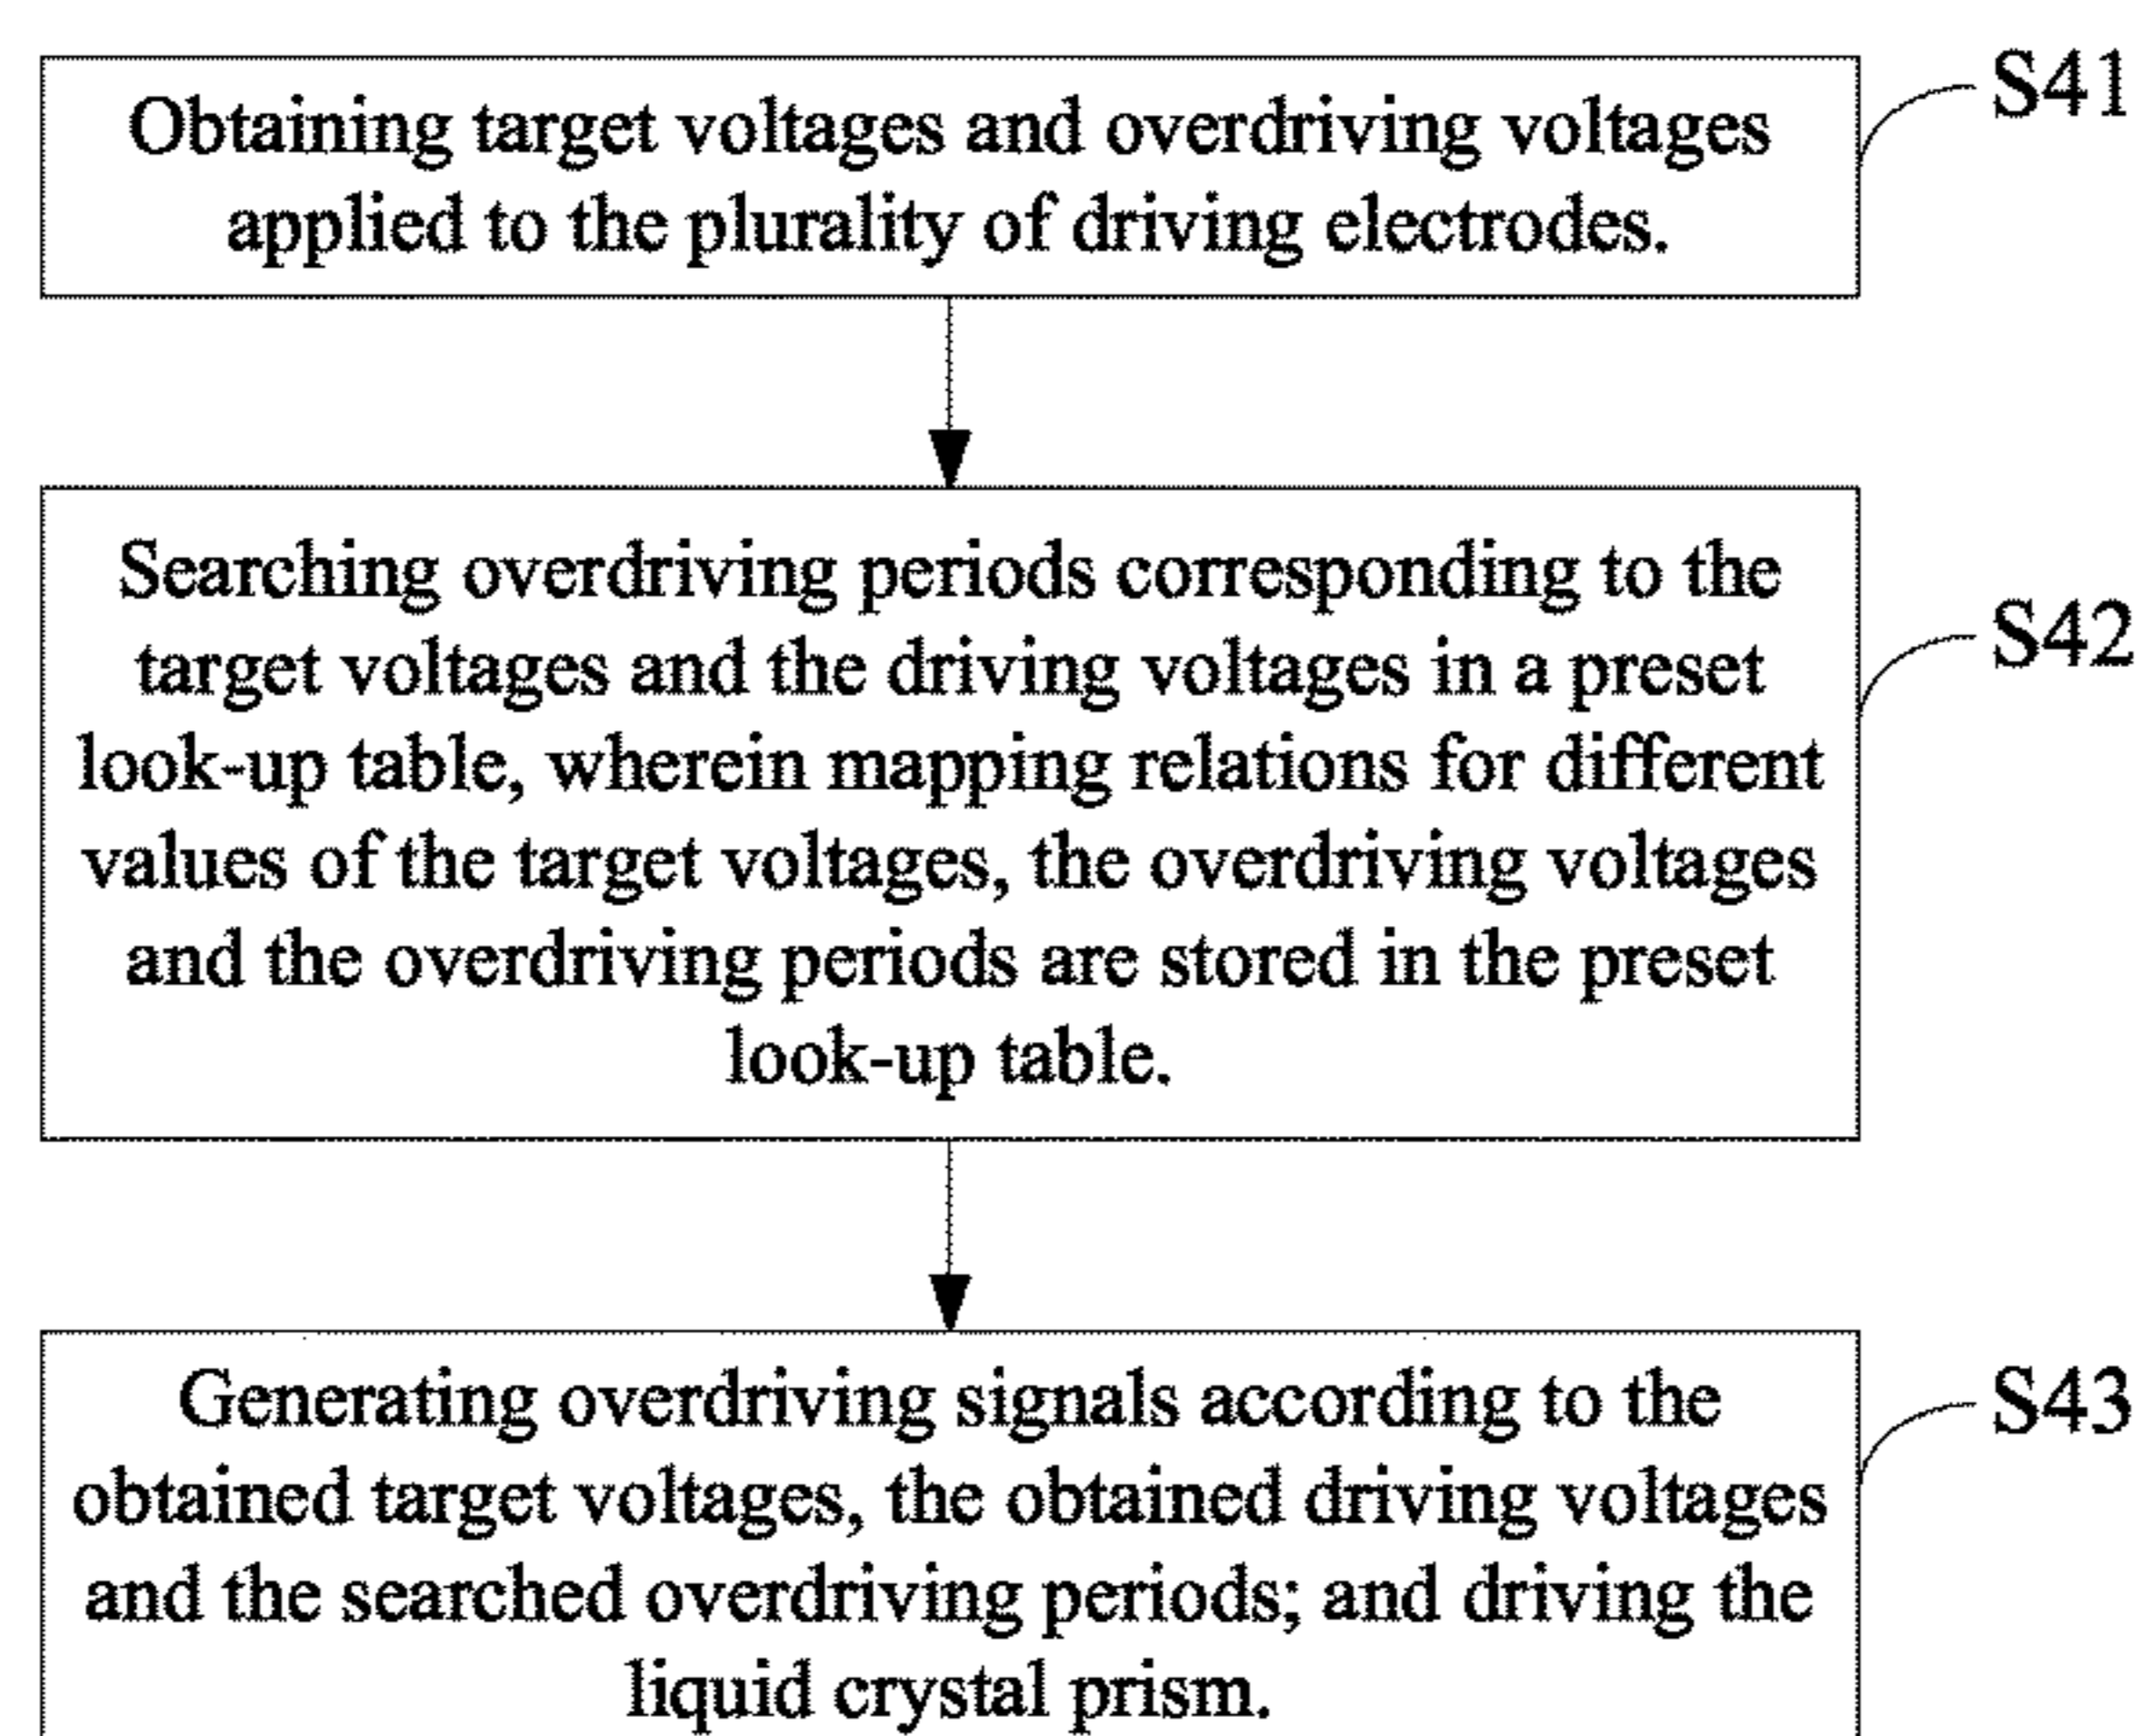 Obtaining target voltages and overdriving voltages
applied to the plurality of driving electrodes.
S41
Searching overdriving periods corresponding to the
target voltages and the driving voltages in a preset
look-up table, wherein mapping relations for different
values of the target voltages, the overdriving voltages
and the overdriving periods are stored in the preset
look-up table.
S42
Generating overdriving signals according to the
obtained target voltages, the obtained driving voltages
and the searched overdriving periods; and driving the
liquid crystal prism.
S43